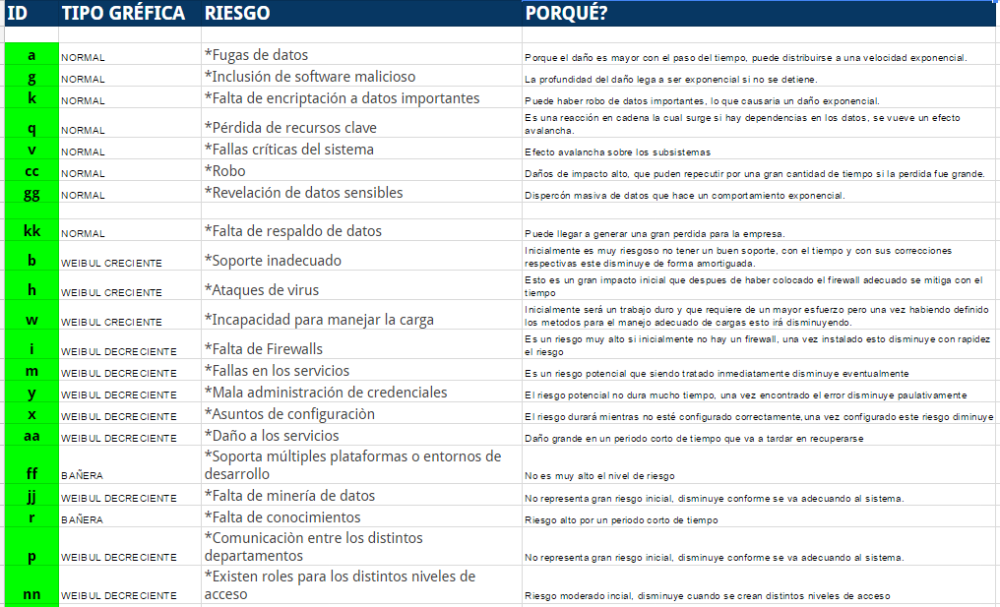 ID TIPO GRÉFICA RIESGO PORQUÉ?
a NORMAL *Fugas de datos Porque el daño es mayor con el paso del tiempo, puede distribuirse a una velocidad exponencial.
g NORMAL *Inclusión de software malicioso La profundidad del daño lega a ser exponencial si no se detiene.
k NORMAL *Falta de encriptación a datos importantes Puede haber robo de datos importantes, lo que causaria un daño exponencial.
q NORMAL *Pérdida de recursos clave Es una reacción en cadena la cual surge si hay dependencias en los datos, se vueve un efecto
avalancha.
v NORMAL *Fallas críticas del sistema Efecto avalancha sobre los subsistemas
cc NORMAL *Robo Daños de impacto alto, que puden repecutir por una gran cantidad de tiempo si la perdida fue grande.
gg NORMAL *Revelación de datos sensibles Dispercón masiva de datos que hace un comportamiento exponencial.
kk NORMAL *Falta de respaldo de datos Puede llegar a generar una gran perdida para la empresa.
b WEIBUL CRECIENTE *Soporte inadecuado Inicialmente es muy riesgoso no tener un buen soporte, con el tiempo y con sus correcciones
respectivas este disminuye de forma amortiguada.
h WEIBUL CRECIENTE *Ataques de virus Esto es un gran impacto inicial que despues de haber colocado el firewall adecuado se mitiga con el
tiempo
w WEIBUL CRECIENTE *Incapacidad para manejar la carga Inicialmente será un trabajo duro y que requiere de un mayor esfuerzo pero una vez habiendo definido
los metodos para el manejo adecuado de cargas esto irá disminuyendo.
i WEIBUL DECRECIENTE *Falta de Firewalls Es un riesgo muy alto si inicialmente no hay un firewall, una vez instalado esto disminuye con rapidez
el riesgo
m WEIBUL DECRECIENTE *Fallas en los servicios Es un riesgo potencial que siendo tratado inmediatamente disminuye eventualmente
y WEIBUL DECRECIENTE *Mala administración de credenciales El riesgo potencial no dura mucho tiempo, una vez encontrado el error disminuye paulativamente
x WEIBUL DECRECIENTE *Asuntos de configuraciòn El riesgo durará mientras no esté configurado correctamente,una vez configurado este riesgo diminuye
aa WEIBUL DECRECIENTE *Daño a los servicios Daño grande en un periodo corto de tiempo que va a tardar en recuperarse
*Soporta múltiples plataformas o entornos de
ff BAÑERA desarrollo No es muy alto el nivel de riesgo
jj WEIBUL DECRECIENTE *Falta de minería de datos No representa gran riesgo inicial, disminuye conforme se va adecuando al sistema.
r BAÑERA *Falta de conocimientos Riesgo alto por un periodo corto de tiempo
*Comunicaciòn entre los distintos
p WEIBUL DECRECIENTE departamentos No representa gran riesgo inicial, disminuye conforme se va adecuando al sistema.
*Existen roles para los distintos niveles de
nn WEIBUL DECRECIENTE acceso Riesgo moderado incial, disminuye cuando se crean distintos niveles de acceso